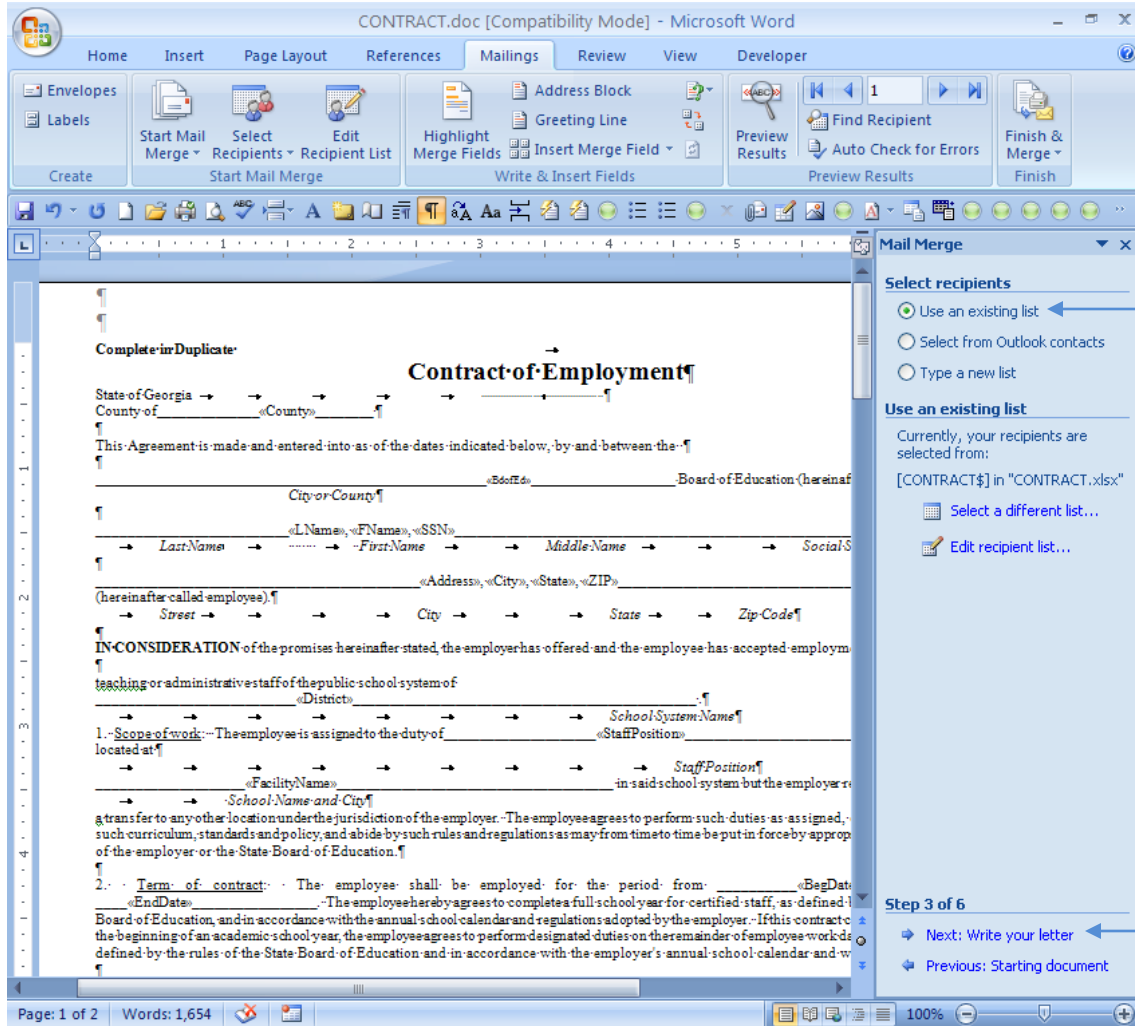 CONTRACT.doc [Compatibility Mode] - Microsoft Word
Home Insert Page Layout References Mailings Review View Developer
Envelopes
Labels
Create
Start Mail Merge
Select Recipients
Edit Recipient List
Start Mail Merge
Highlight Merge Fields
Address Block
Greeting Line
Insert Merge Field
Write & Insert Fields
«ABC»
Preview Results
1
Find Recipient
Auto Check for Errors
Preview Results
Finish & Merge
Finish
1 2 3 4 5
Complete·in·Duplicate·
Contract·of·Employment¶
State·of·Georgia
County·of______________«County»________·¶
This·Agreement·is·made·and·entered·into·as·of·the·dates·indicated·below,·by·and·between·the··¶
«BdofEd»____________________·Board·of·Education·(hereinaf
City·or·County¶
«LName»,·«FName»,·«SSN»
Last·Name First·Name Middle·Name Social·S
«Address»,·«City»,·«State»,·«ZIP»
(hereinafter·called·employee).¶
Street City State Zip·Code¶
IN·CONSIDERATION·of·the·promises·hereinafter·stated,·the·employer·has·offered·and·the·employee·has·accepted·employm
teaching·or·administrative·staff·of·the·public·school·system·of·
«District»
School·System·Name¶
1.··Scope·of·work:··The·employee·is·assigned·to·the·duty·of_____________________«StaffPosition»
located·at¶
Staff·Position¶
«FacilityName»______________________________________·in·said·school·system·but·the·employer·re
·School·Name·and·City¶
a·transfer·to·any·other·location·under·the·jurisdiction·of·the·employer.··The·employee·agrees·to·perform·such·duties·as·assigned,·
such·curriculum,·standards·and·policy,·and·abide·by·such·rules·and·regulations·as·may·from·time·to·time·be·put·in·force·by·approp
of·the·employer·or·the·State·Board·of·Education.¶
2.· · Term· of· contract: · The· employee· shall· be· employed· for· the· period· from· __________«BegDate
____«EndDate»_________________.··The·employee·hereby·agrees·to·complete·a·full·school·year·for·certified·staff,·as·defined·b
Board·of·Education,·and·in·accordance·with·the·annual·school·calendar·and·regulations·adopted·by·the·employer.··If·this·contract·c
the·beginning·of·an·academic·school·year,·the·employee·agrees·to·perform·designated·duties·on·the·remainder·of·employee·work·da
defined·by·the·rules·of·the·State·Board·of·Education·and·in·accordance·with·the·employer's·annual·school·calendar·and·w
Mail Merge
Select recipients
Use an existing list
Select from Outlook contacts
Type a new list
Use an existing list
Currently, your recipients are
selected from:
[CONTRACT$] in "CONTRACT.xlsx"
Select a different list...
Edit recipient list...
Step 3 of 6
Next: Write your letter
Previous: Starting document
Page: 1 of 2 Words: 1,654 100%